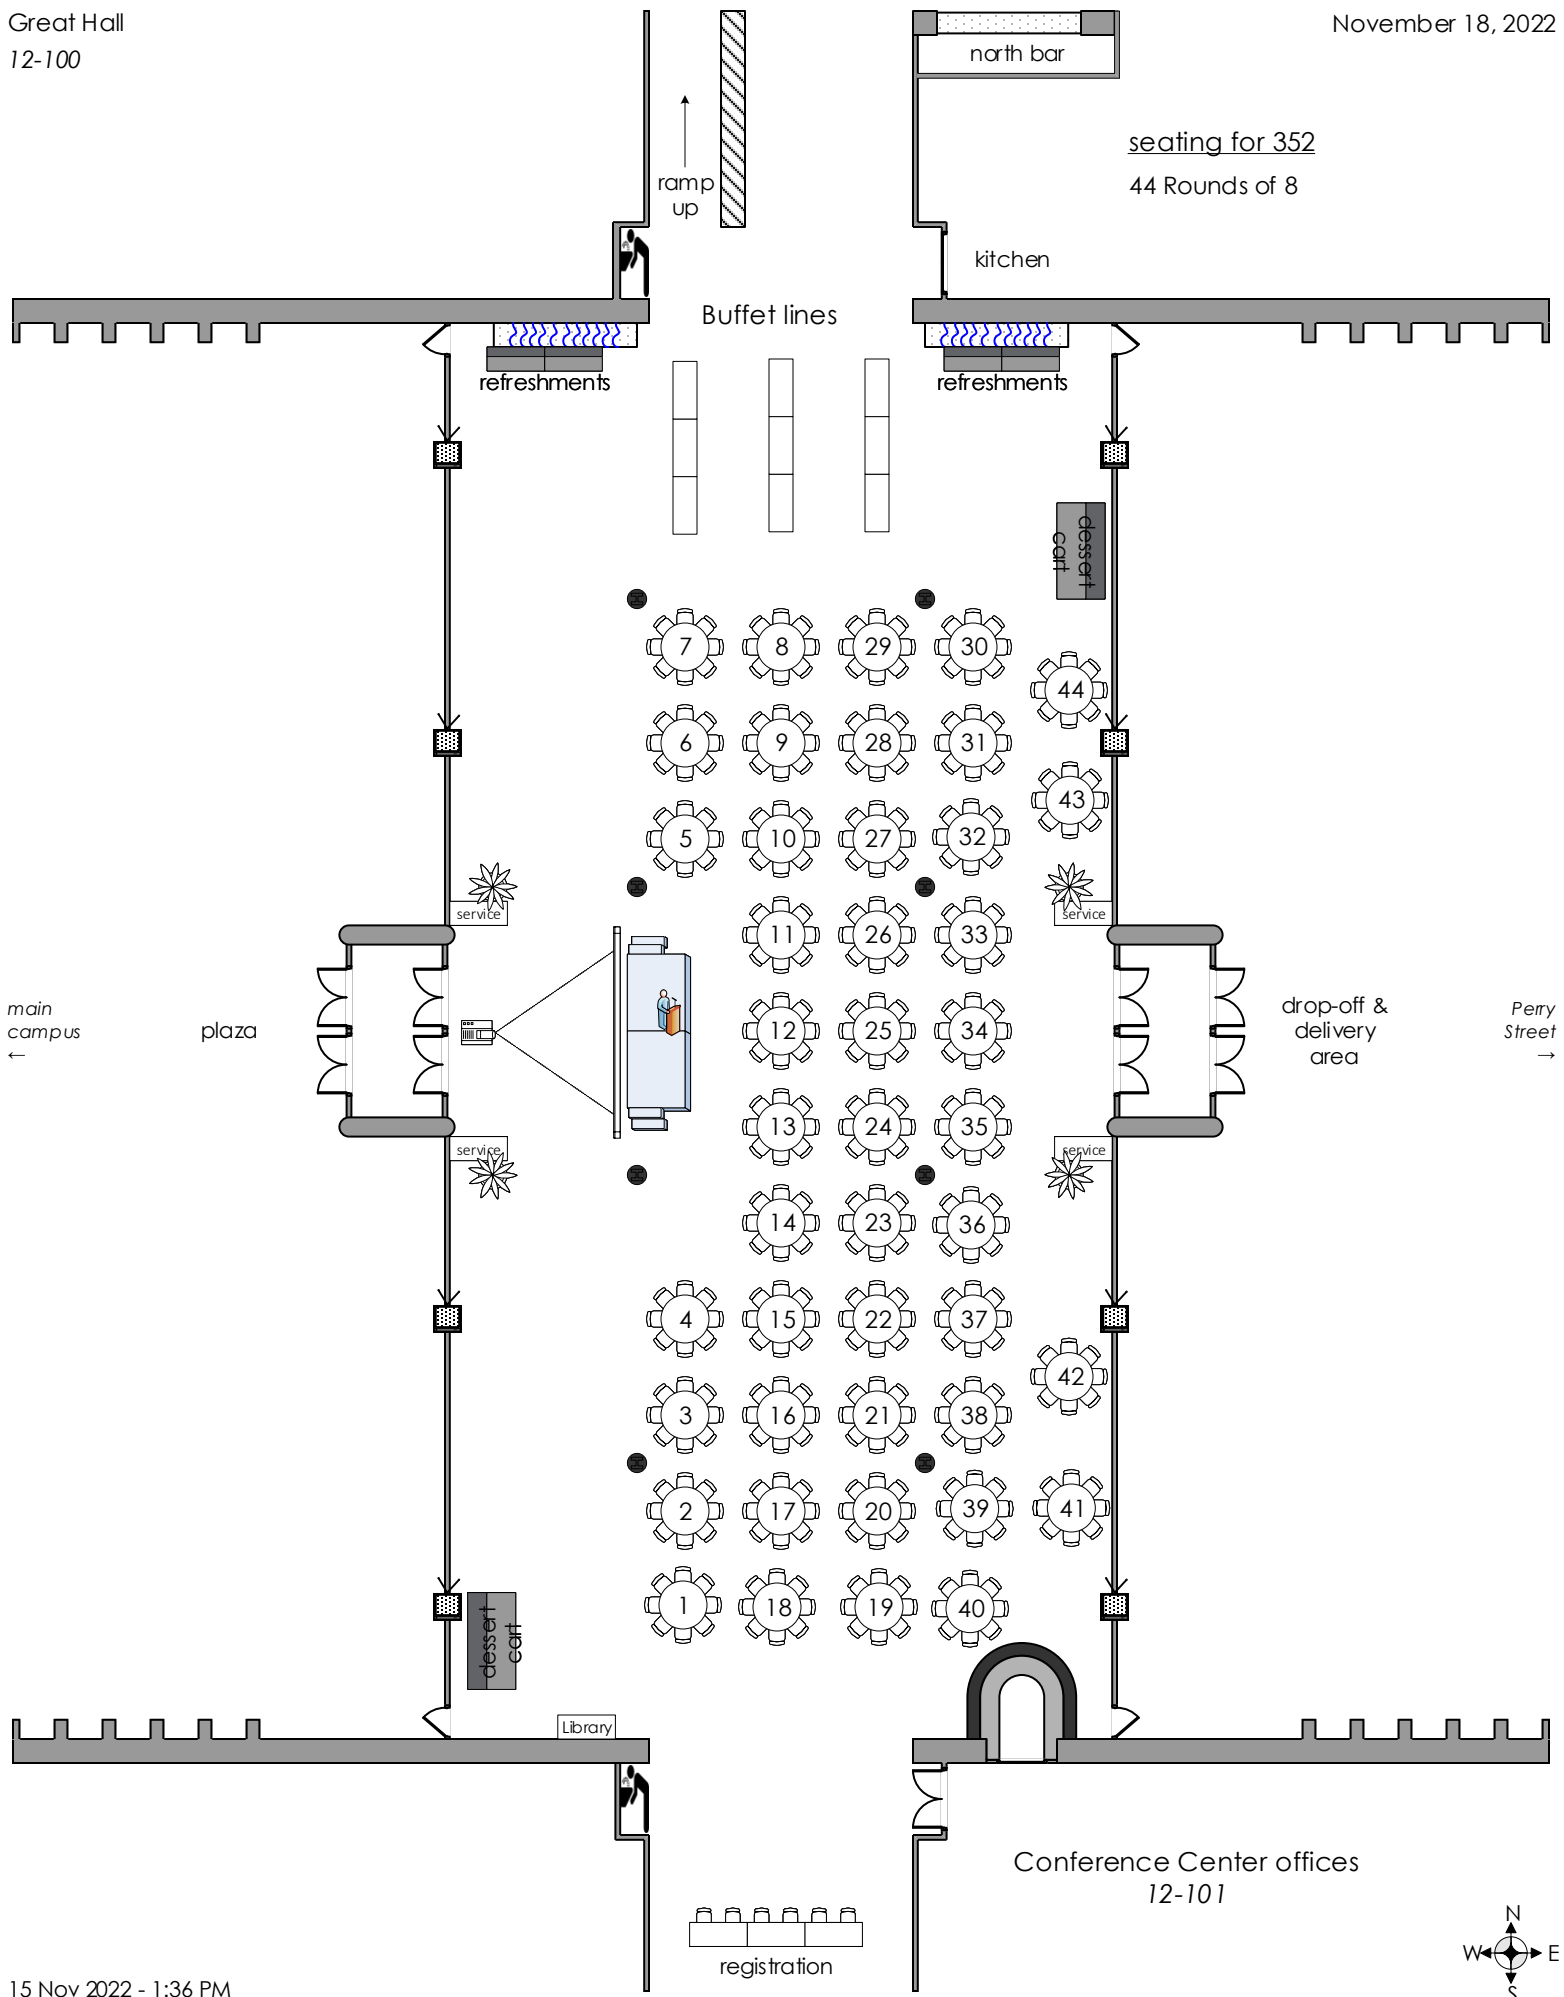 Great Hall
12-100
November 18, 2022
north bar
seating for 352
44 Rounds of 8
ramp
up
kitchen
Buffet lines
refreshments
refreshments
dessert
cart
7 8 29 30
44
6 9 28 31
43
5 10 27 32
service
service
11 26 33
main
campus
←
plaza
12 25 34
drop-off &
delivery
area
Perry
Street
→
13 24 35
service
service
14 23 36
4 15 22 37
42
3 16 21 38
2 17 20 39 41
1 18 19 40
dessert
cart
Library
Conference Center offices
12-101
registration
N
W E
S
15 Nov 2022 - 1:36 PM